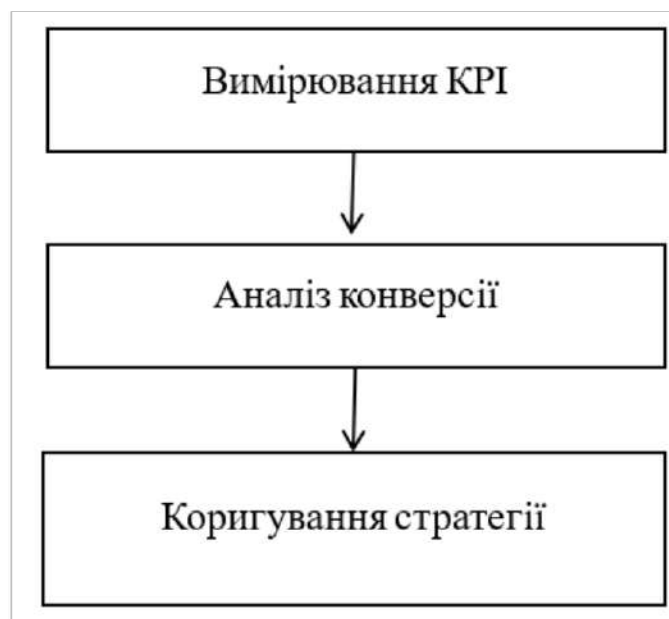 Вимірювання КРІ
Аналіз конверсії
Коригування стратегії